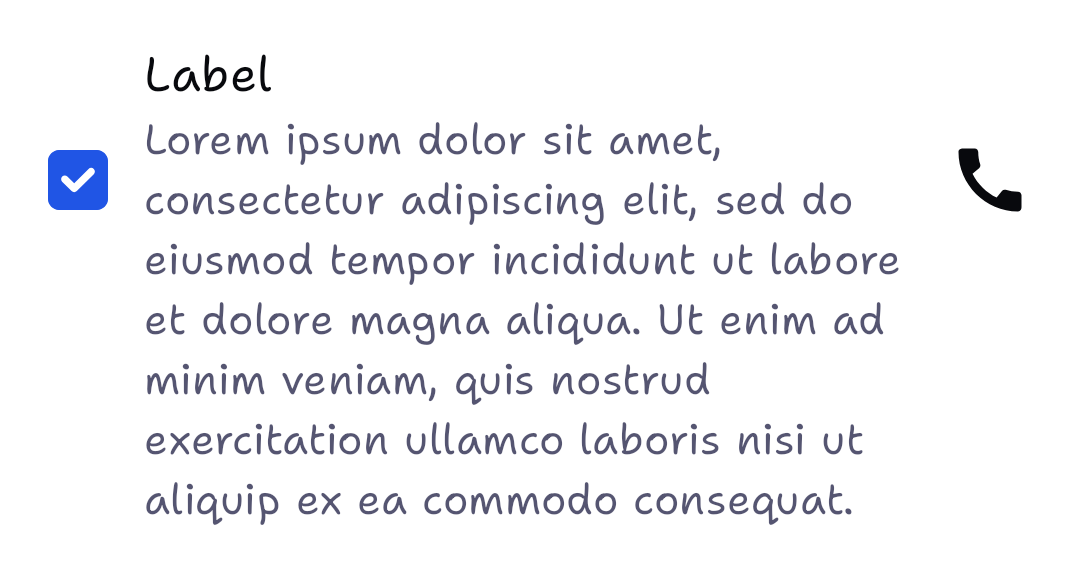 Label
Lorem ipsum dolor sit amet,
consectetur adipiscing elit, sed do
eiusmod tempor incididunt ut labore
et dolore magna aliqua. Ut enim ad
minim veniam, quis nostrud
exercitation ullamco laboris nisi ut
aliquip ex ea commodo consequat.